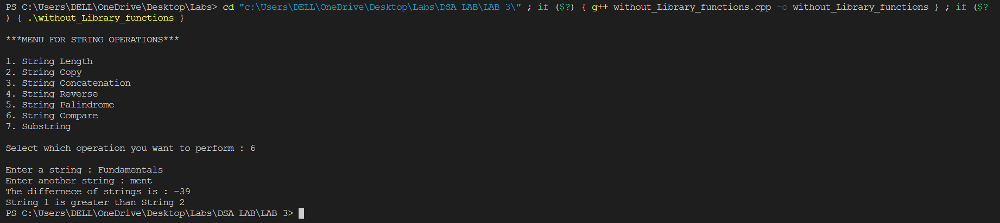 PS C:\Users\DELL\OneDrive\Desktop\Labs> cd "c:\Users\DELL\OneDrive\Desktop\Labs\DSA LAB\LAB 3\" ; if ($?) { g++ without_Library_functions.cpp -o without_Library_functions } ; if ($?
) { .\without_Library_functions }
***MENU FOR STRING OPERATIONS***
1. String Length
2. String Copy
3. String Concatenation
4. String Reverse
5. String Palindrome
6. String Compare
7. Substring
Select which operation you want to perform : 6
Enter a string : Fundamentals
Enter another string : ment
The differnece of strings is : -39
String 1 is greater than String 2
PS C:\Users\DELL\OneDrive\Desktop\Labs\DSA LAB\LAB 3>